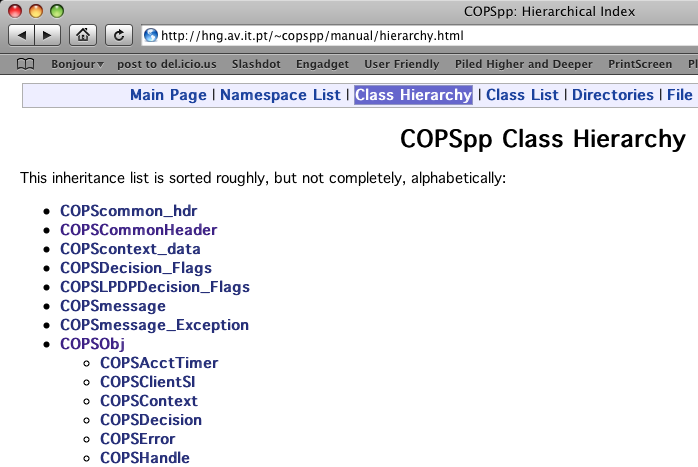 COPSpp: Hierarchical Index
http://hng.av.it.pt/~copspp/manual/hierarchy.html
Bonjour▾ post to del.icio.us Slashdot Engadget User Friendly Piled Higher and Deeper PrintScreen Pl
Main Page | Namespace List | Class Hierarchy | Class List | Directories | File
COPSpp Class Hierarchy
This inheritance list is sorted roughly, but not completely, alphabetically:
• COPScommon_hdr
• COPSCommonHeader
• COPScontext_data
• COPSDecision_Flags
• COPSLPDPDecision_Flags
• COPSmessage
• COPSmessage_Exception
• COPSObj
○ COPSAcctTimer
○ COPSClientSI
○ COPSContext
○ COPSDecision
○ COPSError
○ COPSHandle